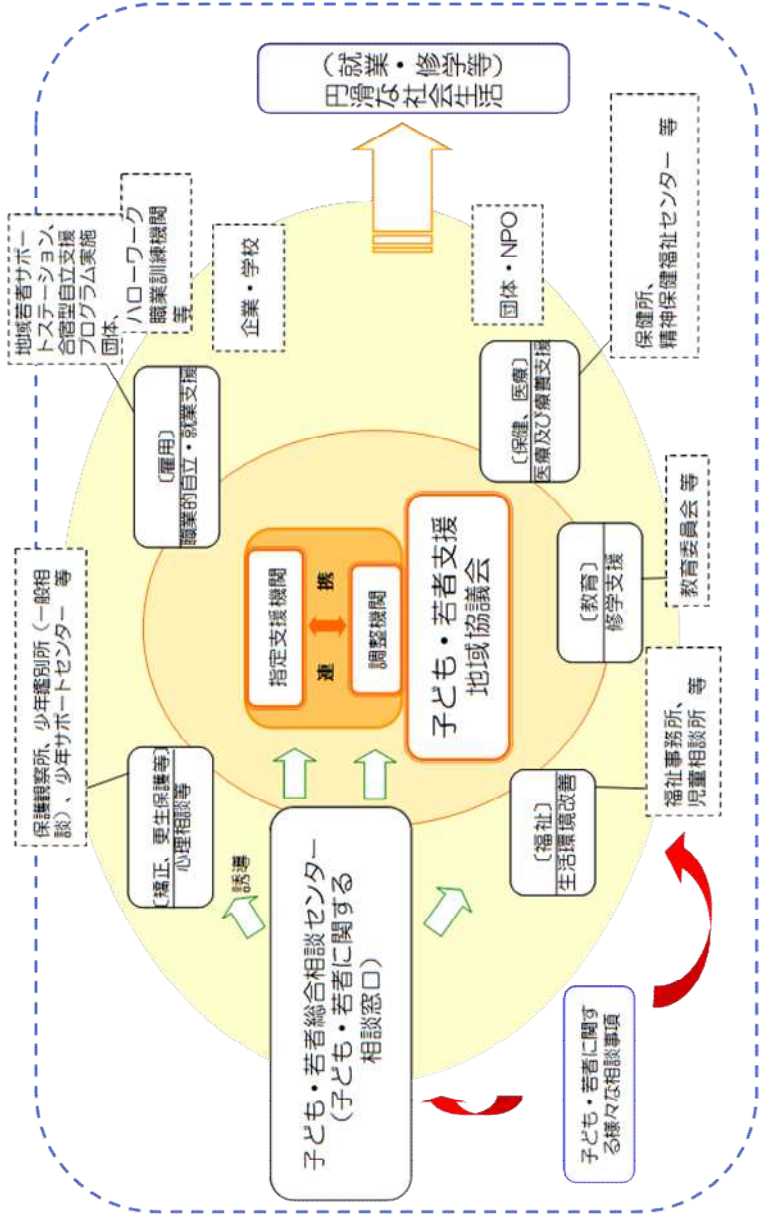 保護観察所、少年鑑別所（一般相
談）、少年サポートセンター　等
地域若者サポー
トステーション、
合宿型自立支援
プログラム実施
団体、
ハローワーク
職業訓練機関
等
〔矯正、更生保護等〕
心理相談等
〔雇用〕
職業的自立・就業支援
企業・学校
誘導
子ども・若者総合相談センター
（子ども・若者に関する
相談窓口）
指定支援機関
連
携
調整機関
子ども・若者支援
地域協議会
（就業・修学等）
円滑な社会生活
団体・NPO
〔福祉〕
生活環境改善
〔教育〕
修学支援
〔保健、医療〕
医療及び療養支援
子ども・若者に関す
る様々な相談事項
福祉事務所、
児童相談所　等
教育委員会 等
保健所、
精神保健福祉センター　等